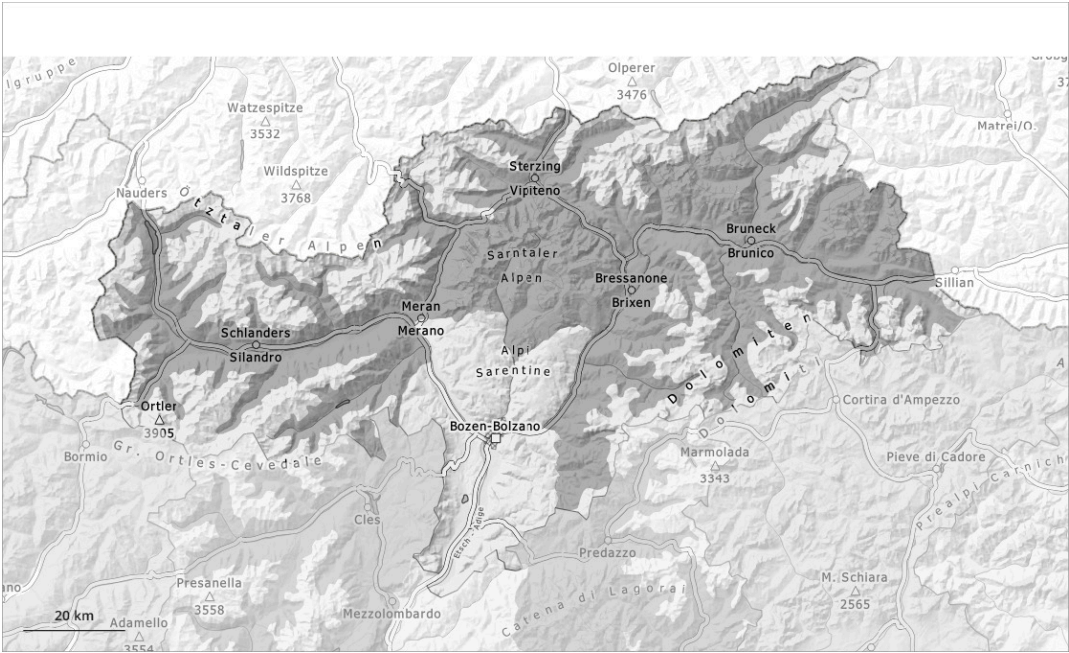 lgruppe
Olperer
3476
Watzespitze
3532
Matrei/O.
Wildspitze
3768
Sterzing
Vipiteno
Nauders
Ötztaler Alpen
Bruneck
Brunico
Sarntaler
Alpen
Bressanone
Brixen
Sillian
Meran
Merano
Schlanders
Silandro
Alpi
Sarentine
Dolomiten
Dolomiti
Ortler
3905
Cortina d'Ampezzo
Bozen-Bolzano
Bormio
Gr. Ortles-Cevedale
Marmolada
3343
Pieve di Cadore
Prealpi Carnich
Cles
Etsch - Adige
Predazzo
Presanella
3558
M. Schiara
2565
Catena di Lagorai
Mezzolombardo
20 km
Adamello
3554